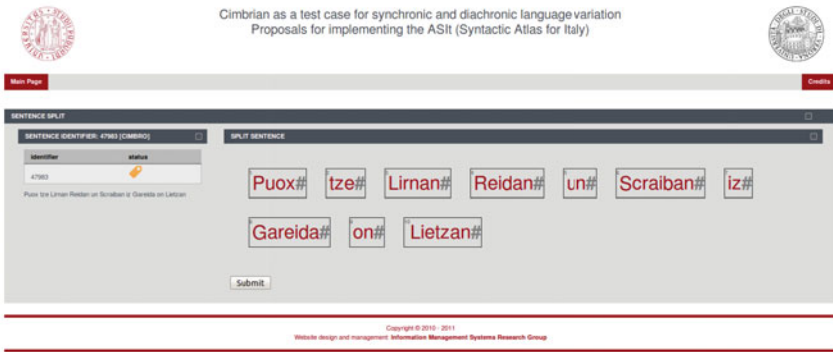 Cimbrian as a test case for synchronic and diachronic language variation
Proposals for implementing the ASIt (Syntactic Atlas for Italy)
Main Page
Credits
SENTENCE SPLIT
SENTENCE IDENTIFIER: 47983 [CIMBRO]
identifier status
47983
Puox tze Lirnan Reidan un Scraiban iz Gareida on Lietzan
SPLIT SENTENCE
Puox# tze# Lirnan# Reidan# un# Scraiban# iz#
Gareida# on# Lietzan#
Submit
Copyright © 2010 - 2011
Website design and management: Information Management Systems Research Group